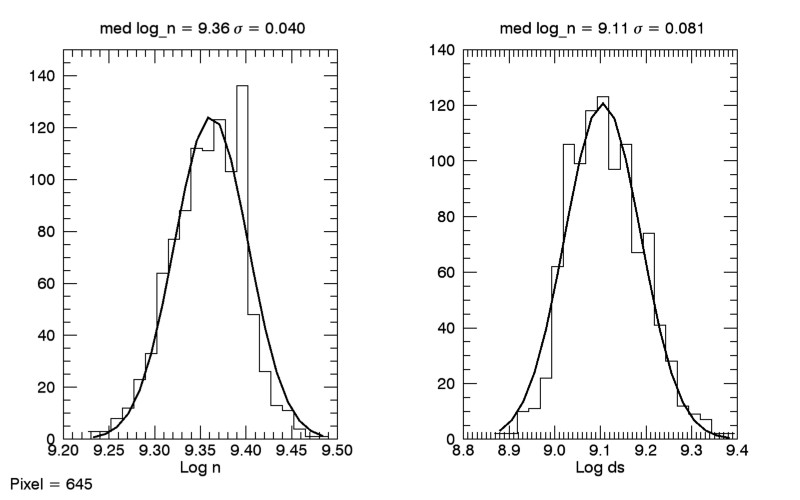 med log_n = 9.36 σ = 0.040
140
120
100
80
60
40
20
0
9.20 9.25 9.30 9.35 9.40 9.45 9.50
Log n
med log_n = 9.11 σ = 0.081
140
120
100
80
60
40
20
0
8.8 8.9 9.0 9.1 9.2 9.3 9.4
Log ds
Pixel = 645